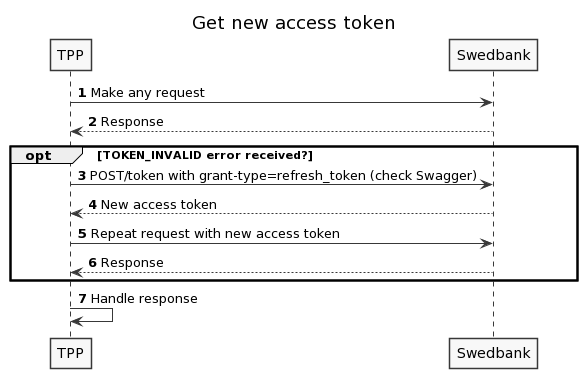 Get new access token
TPP Swedbank
1 Make any request
2 Response
opt [TOKEN_INVALID error received?]
3 POST/token with grant-type=refresh_token (check Swagger)
4 New access token
5 Repeat request with new access token
6 Response
7 Handle response
TPP Swedbank